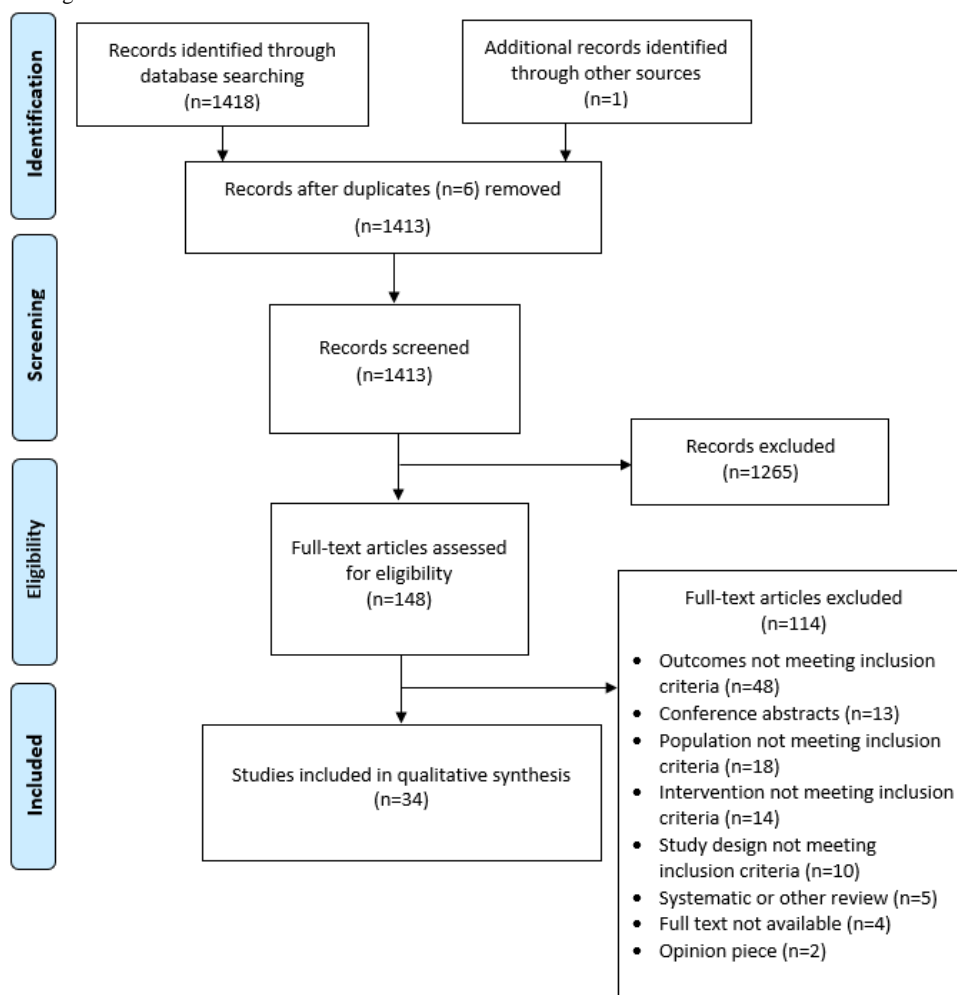 Identification
Records identified through
database searching
(n=1418)
Additional records identified
through other sources
(n=1)
Records after duplicates (n=6) removed
(n=1413)
Screening
Records screened
(n=1413)
Records excluded
(n=1265)
Eligibility
Full-text articles assessed
for eligibility
(n=148)
Full-text articles excluded
(n=114)
• Outcomes not meeting inclusion
criteria (n=48)
• Conference abstracts (n=13)
• Population not meeting inclusion
criteria (n=18)
• Intervention not meeting inclusion
criteria (n=14)
• Study design not meeting
inclusion criteria (n=10)
• Systematic or other review (n=5)
• Full text not available (n=4)
• Opinion piece (n=2)
Included
Studies included in qualitative synthesis
(n=34)